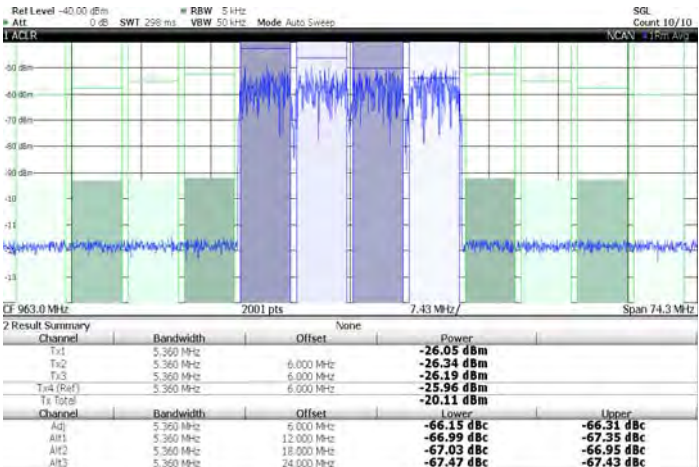 Ref Level -40.00 dBm RBW 5 kHz SGL
Att 0 dB SWT 298 ms VBW 50 kHz Mode Auto Sweep Count 10/10
1 ACLR NCAN 1Rm Avg
-50 dBm
-60 dBm
-70 dBm
-80 dBm
-90 dBm
-10
-11
-12
-13
CF 963.0 MHz 2001 pts 7.43 MHz/ Span 74.3 MHz
2 Result Summary None
Channel Bandwidth Offset Power
Tx1 5.360 MHz -26.05 dBm
Tx2 5.360 MHz 6.000 MHz -26.34 dBm
Tx3 5.360 MHz 6.000 MHz -26.19 dBm
Tx4 (Ref) 5.360 MHz 6.000 MHz -25.96 dBm
Tx Total -20.11 dBm
Channel Bandwidth Offset Lower Upper
Adj 5.360 MHz 6.000 MHz -66.15 dBc -66.31 dBc
Alt1 5.360 MHz 12.000 MHz -66.99 dBc -67.35 dBc
Alt2 5.360 MHz 18.000 MHz -67.03 dBc -66.95 dBc
Alt3 5.360 MHz 24.000 MHz -67.47 dBc -67.43 dBc